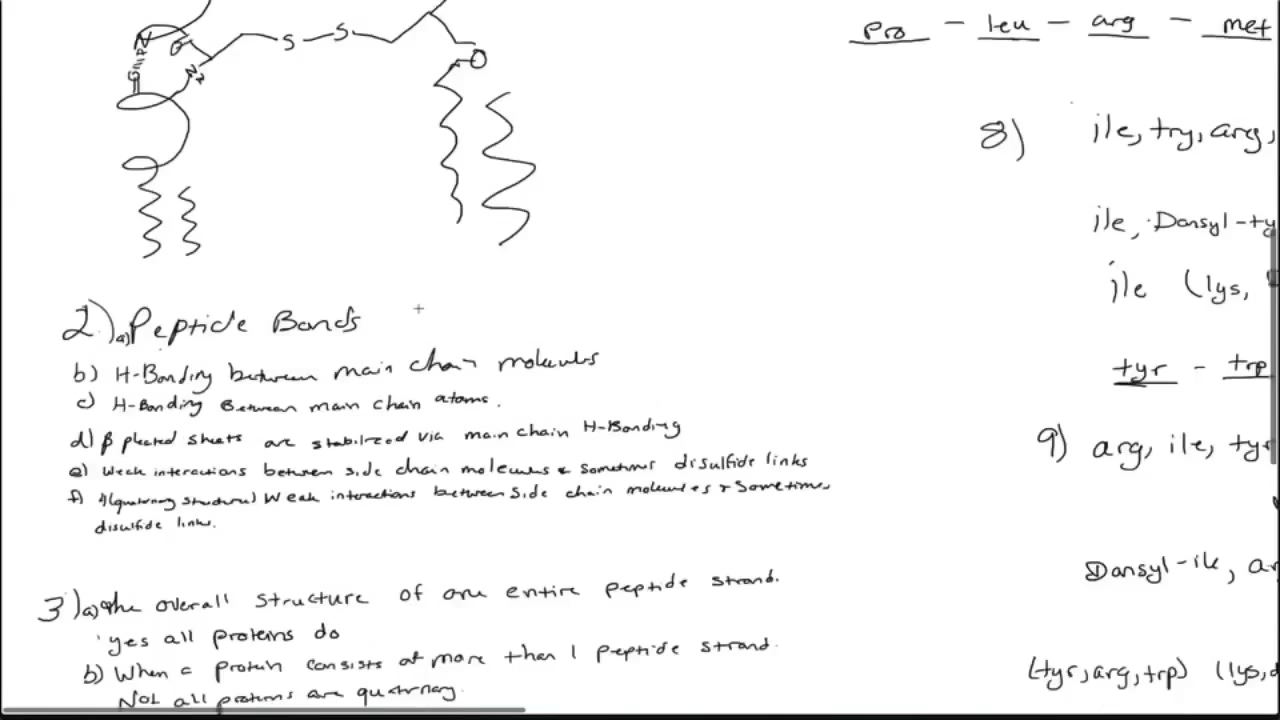 S S
O
pro - leu - arg - met
8) ile, try, arg,
ile, Dansyl-ty
ile (lys,
tyr - trp
9) arg, ile, tyr
Dansyl-ile, ar
(tyr, arg, trp) (lys,
2) a) Peptide Bonds
b) H-Bonding between main chain molecules
c) H-Bonding Between main chain atoms.
d) β pleated sheets are stabilized via main chain H-Bonding
e) Weak interactions between side chain molecules & sometimes disulfide links
f) Weak interactions between side chain molecules & sometimes
disulfide links.
3) a) the overall structure of one entire peptide strand.
yes all proteins do
b) When a protein consists of more than 1 peptide strand.
Not all proteins are quaternary.